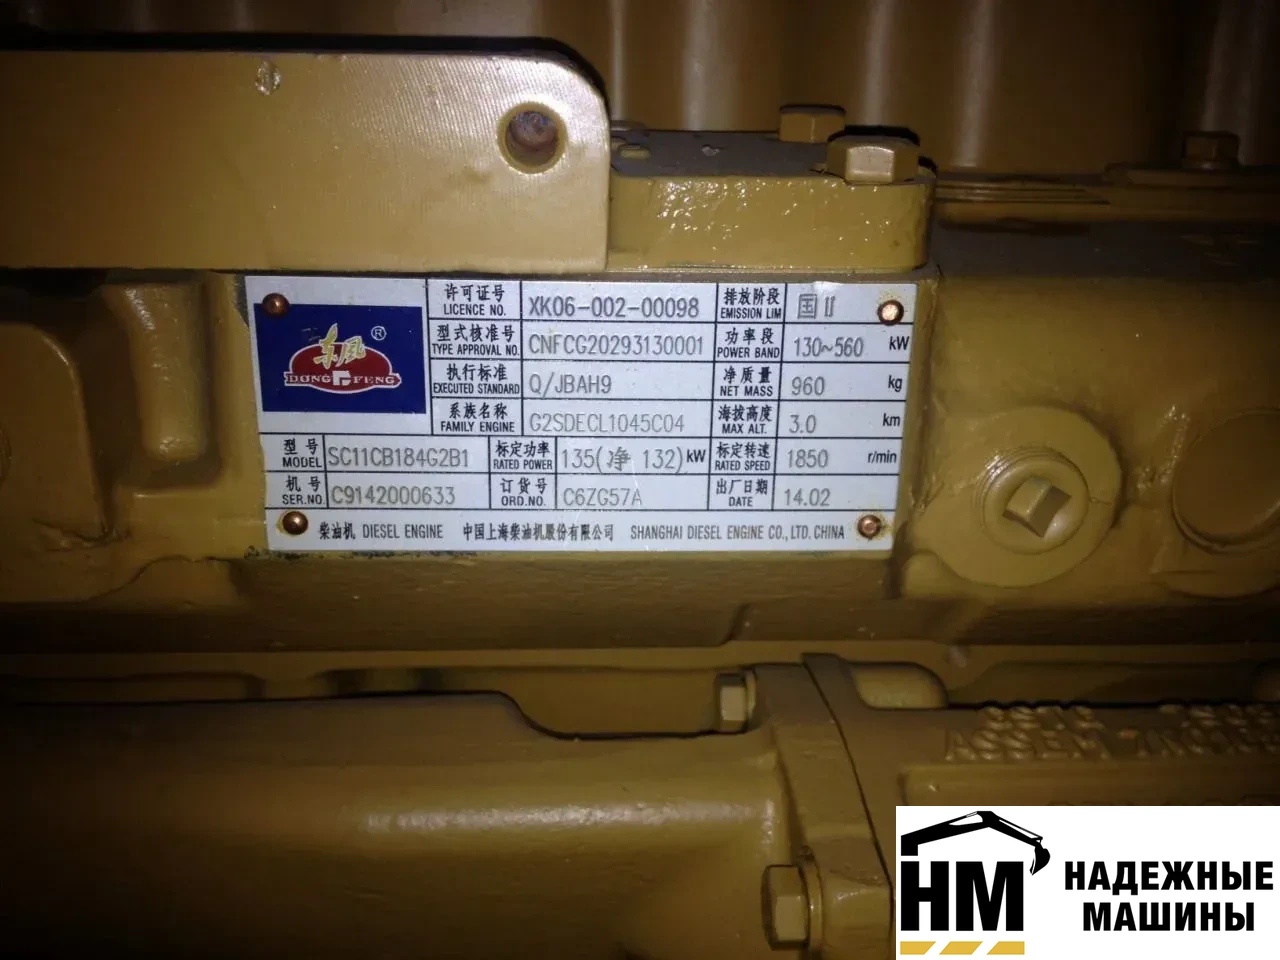 东风 ®
DONG FENG
许可证号 LICENCE NO. XK06-002-00098 排放阶段 EMISSION LIM 国II
型式核准号 TYPE APPROVAL NO. CNFCG20293130001 功率段 POWER BAND 130~560 kW
执行标准 EXECUTED STANDARD Q/JBAH9 净质量 NET MASS 960 kg
系族名称 FAMILY ENGINE G2SDECL1045C04 海拔高度 MAX ALT. 3.0 km
型号 MODEL SC11CB184G2B1 标定功率 RATED POWER 135(净 132)kW 标定转速 RATED SPEED 1850 r/min
机号 SER.NO. C9142000633 订货号 ORD.NO. C6ZG57A 出厂日期 DATE 14.02
柴油机 DIESEL ENGINE 中国上海柴油机股份有限公司 SHANGHAI DIESEL ENGINE CO., LTD. CHINA
НМ НАДЕЖНЫЕ
МАШИНЫ